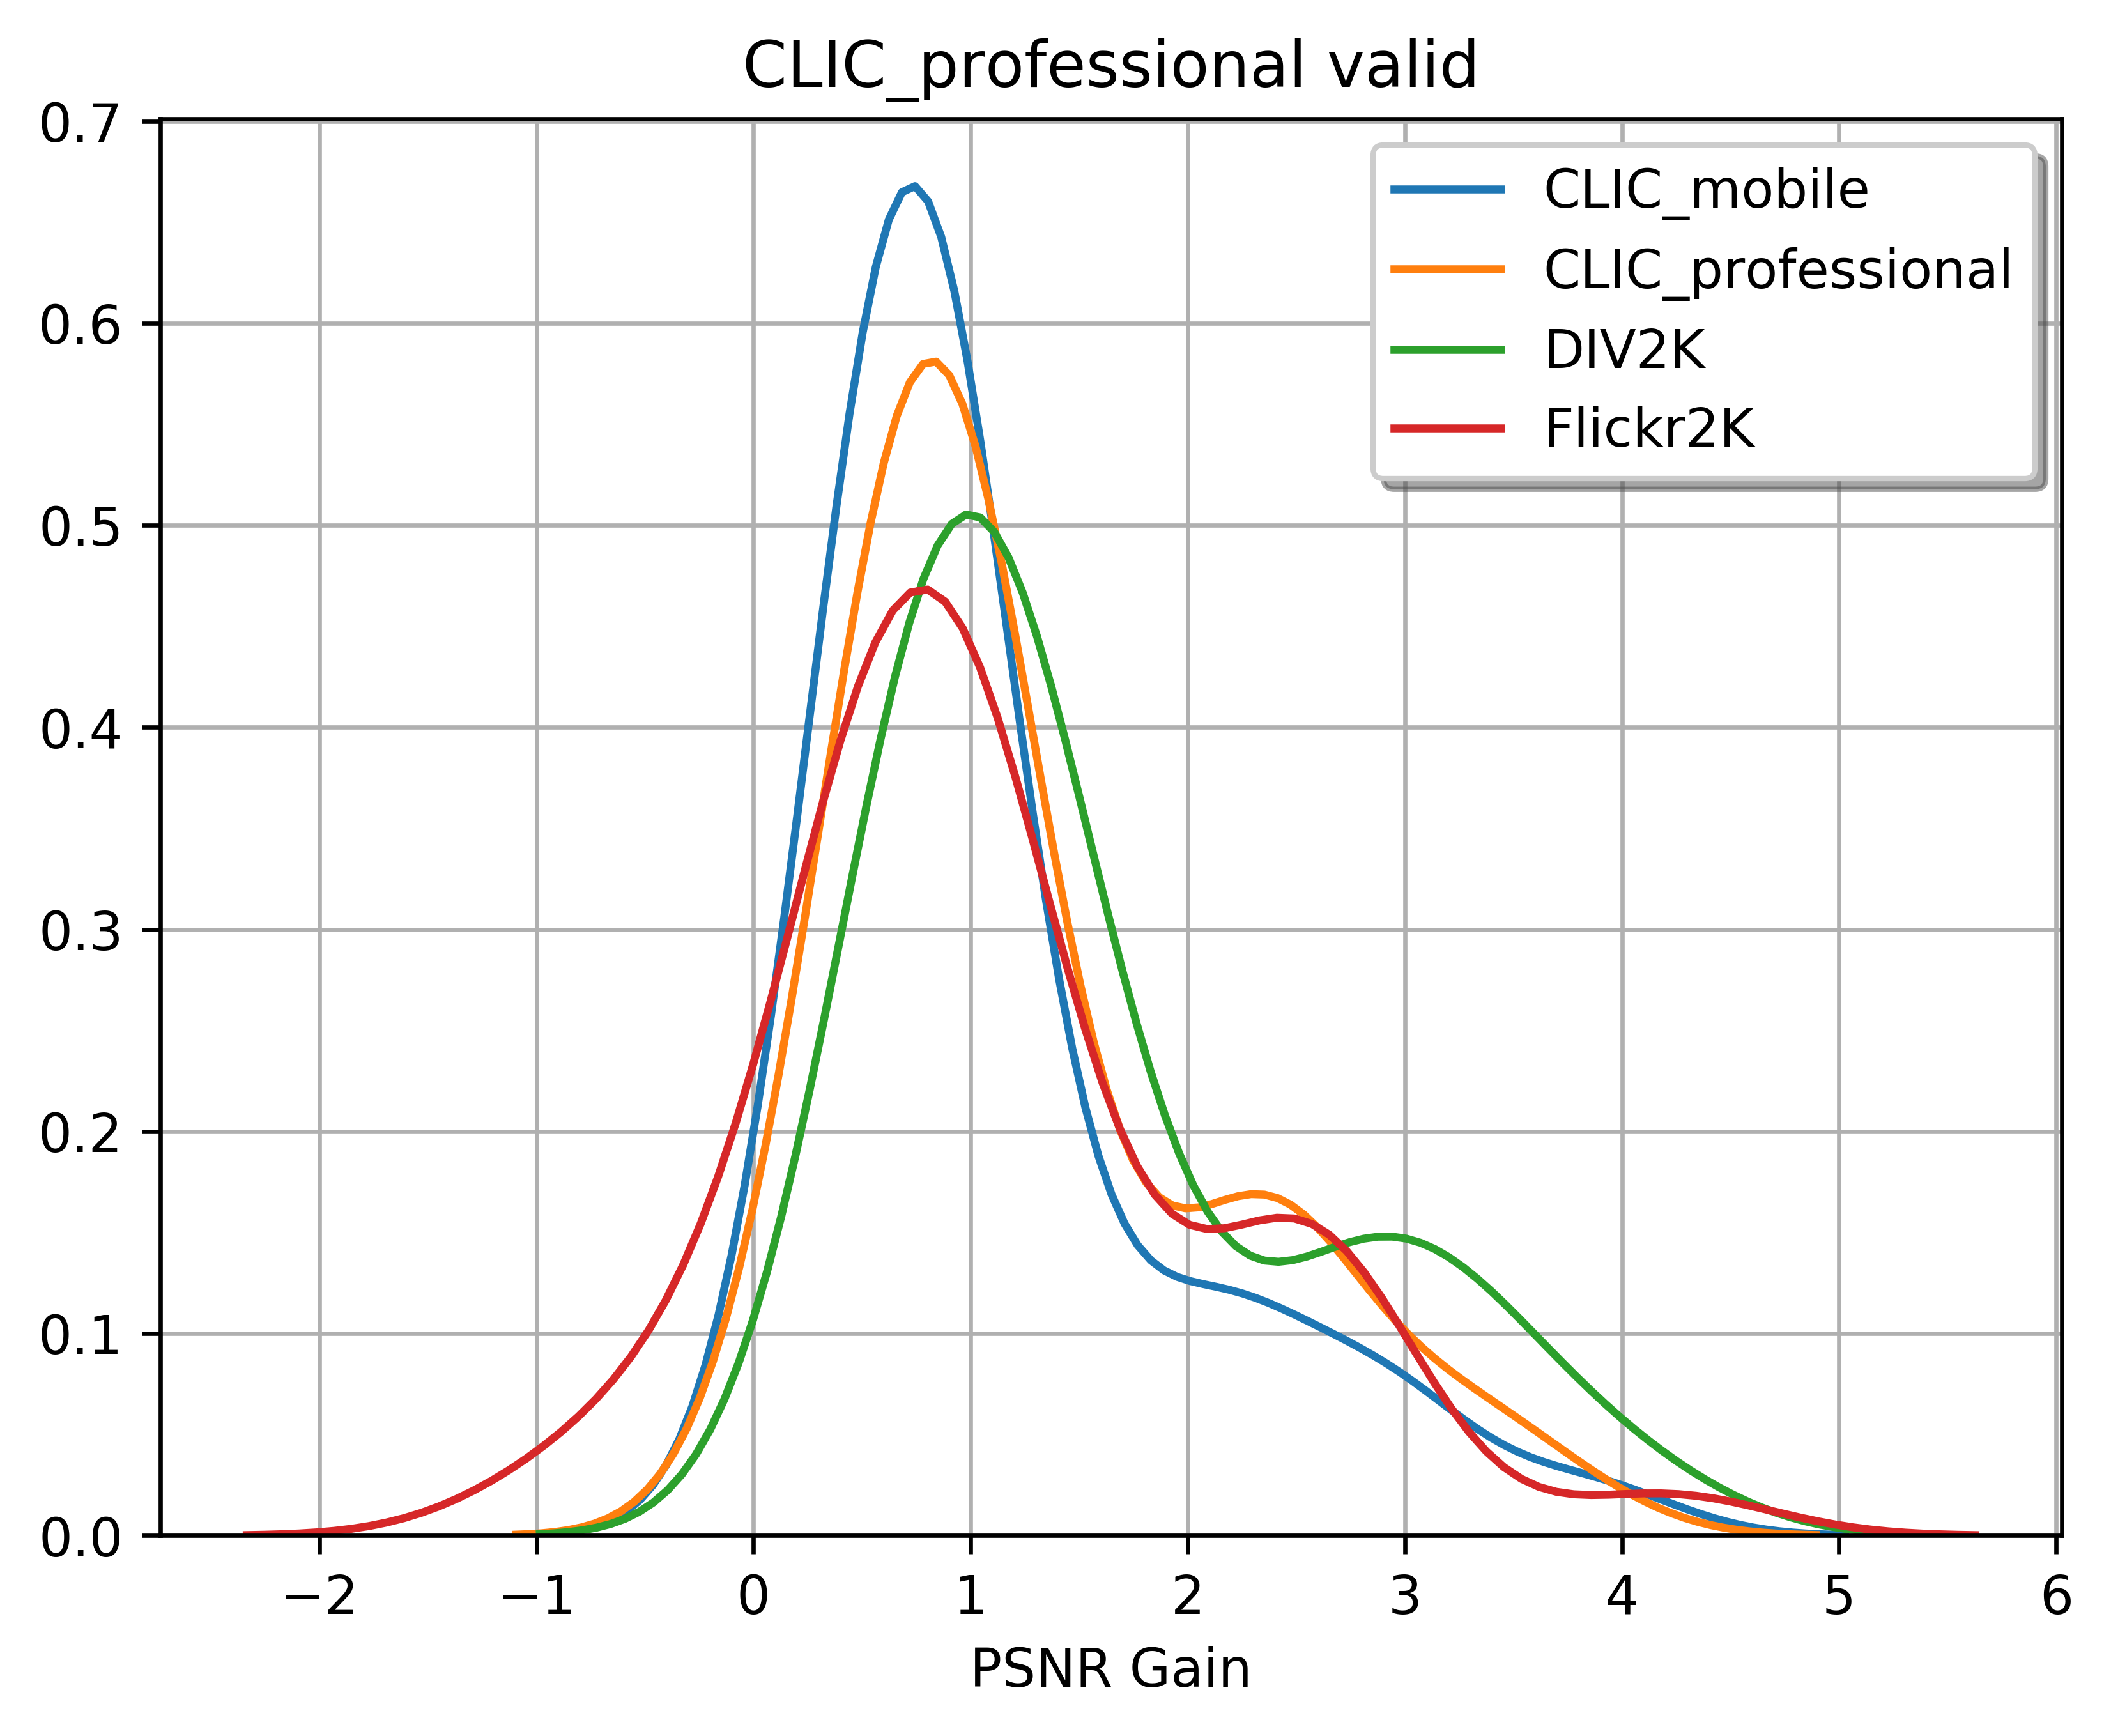 CLIC_professional valid
0.7
0.6
0.5
0.4
0.3
0.2
0.1
0.0
CLIC_mobile
CLIC_professional
DIV2K
Flickr2K
−2 −1 0 1 2 3 4 5 6
PSNR Gain